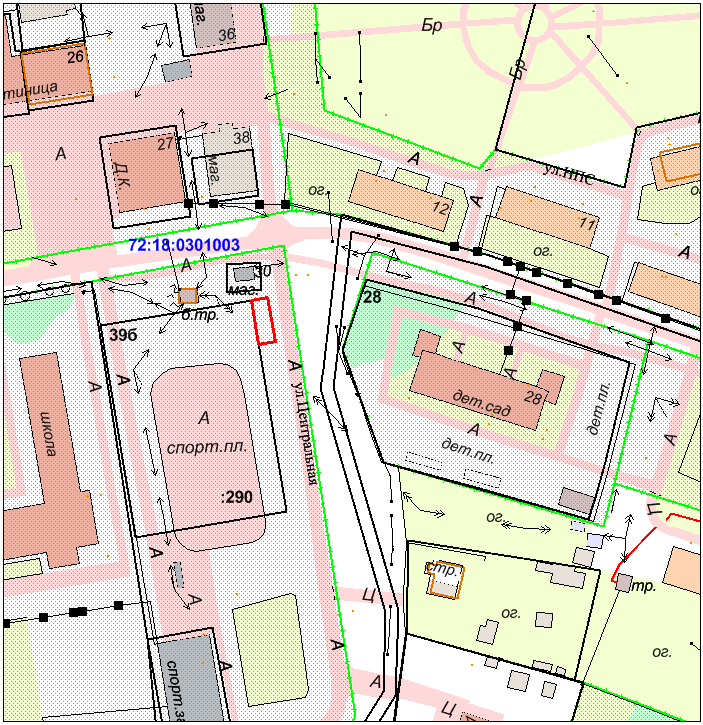 маг.
36
Бр
26
тиница
Бр
А
27
38
маг.
Д.К.
А
ул.НПС
ог.
12
А
11
ог.
72:18:0301003
А
А
30
маг.
б.тр.
28
А
39б
А
А
А
А
А
28
дет.сад
дет.пл.
А
дет.пл.
школа
А
спорт.пл.
ул.Центральная
А
:290
ог.
Ц
А
стр.
тр.
А
Ц
ог.
А
А
ог.
спорт.за
А
Ц